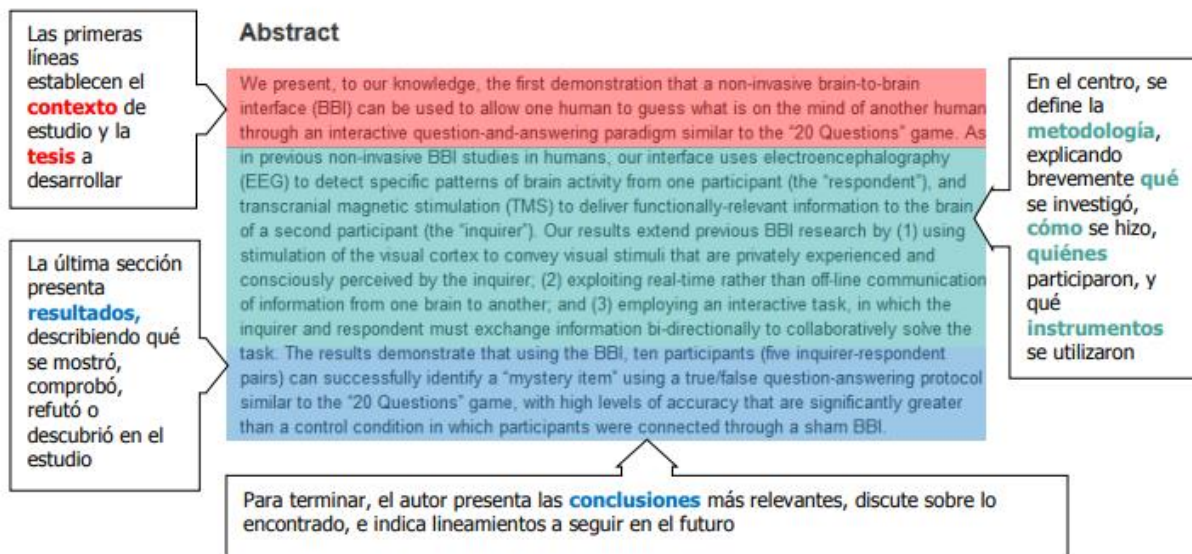 Las primeras
líneas
establecen el
contexto de
estudio y la
tesis a
desarrollar
La última sección
presenta
resultados,
describiendo qué
se mostró,
comprobó,
refutó o
descubrió en el
estudio
Abstract
We present, to our knowledge, the first demonstration that a non-invasive brain-to-brain
interface (BBI) can be used to allow one human to guess what is on the mind of another human
through an interactive question-and-answering paradigm similar to the “20 Questions” game. As
in previous non-invasive BBI studies in humans, our interface uses electroencephalography
(EEG) to detect specific patterns of brain activity from one participant (the “respondent”), and
transcranial magnetic stimulation (TMS) to deliver functionally-relevant information to the brain
of a second participant (the “inquirer”). Our results extend previous BBI research by (1) using
stimulation of the visual cortex to convey visual stimuli that are privately experienced and
consciously perceived by the inquirer; (2) exploiting real-time rather than off-line communication
of information from one brain to another; and (3) employing an interactive task, in which the
inquirer and respondent must exchange information bi-directionally to collaboratively solve the
task. The results demonstrate that using the BBI, ten participants (five inquirer-respondent
pairs) can successfully identify a “mystery item” using a true/false question-answering protocol
similar to the “20 Questions” game, with high levels of accuracy that are significantly greater
than a control condition in which participants were connected through a sham BBI.
En el centro, se
define la
metodología,
explicando
brevemente qué
se investigó,
cómo se hizo,
quiénes
participaron, y
qué
instrumentos
se utilizaron
Para terminar, el autor presenta las conclusiones más relevantes, discute sobre lo
encontrado, e indica lineamientos a seguir en el futuro